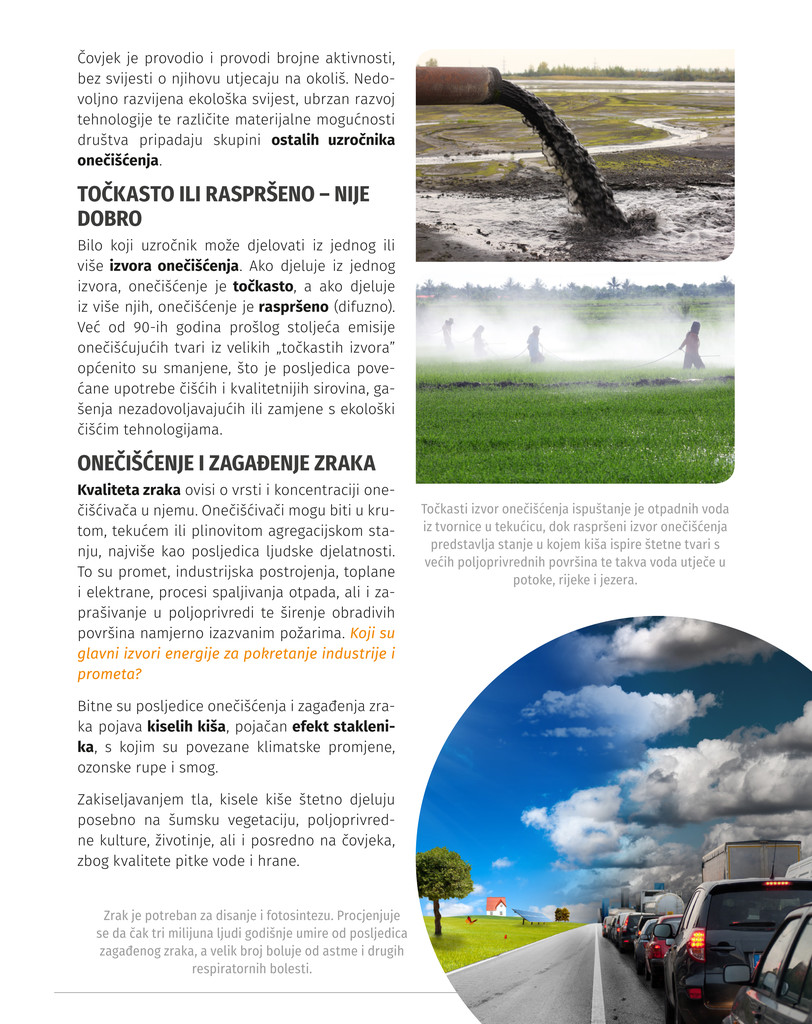 Čovjek je provodio i provodi brojne aktivnosti,
bez svijesti o njihovu utjecaju na okoliš. Nedo-
voljno razvijena ekološka svijest, ubrzan razvoj
tehnologije te različite materijalne mogućnosti
društva pripadaju skupini ostalih uzročnika
onečišćenja.
TOČKASTO ILI RASPRŠENO – NIJE
DOBRO
Bilo koji uzročnik može djelovati iz jednog ili
više izvora onečišćenja. Ako djeluje iz jednog
izvora, onečišćenje je točkasto, a ako djeluje
iz više njih, onečišćenje je raspršeno (difuzno).
Već od 90-ih godina prošlog stoljeća emisije
onečišćujućih tvari iz velikih „točkastih izvora”
općenito su smanjene, što je posljedica pove-
ćane upotrebe čišćih i kvalitetnijih sirovina, ga-
šenja nezadovoljavajućih ili zamjene s ekološki
čišćim tehnologijama.
ONEČIŠĆENJE I ZAGAĐENJE ZRAKA
Kvaliteta zraka ovisi o vrsti i koncentraciji one-
čišćivača u njemu. Onečišćivači mogu biti u kru-
tom, tekućem ili plinovitom agregacijskom sta-
nju, najviše kao posljedica ljudske djelatnosti.
To su promet, industrijska postrojenja, toplane
i elektrane, procesi spaljivanja otpada, ali i za-
prašivanje u poljoprivredi te širenje obradivih
površina namjerno izazvanim požarima. Koji su
glavni izvori energije za pokretanje industrije i
prometa?
Bitne su posljedice onečišćenja i zagađenja zra-
ka pojava kiselih kiša, pojačan efekt stakleni-
ka, s kojim su povezane klimatske promjene,
ozonske rupe i smog.
Zakiseljavanjem tla, kisele kiše štetno djeluju
posebno na šumsku vegetaciju, poljoprivred-
ne kulture, životinje, ali i posredno na čovjeka,
zbog kvalitete pitke vode i hrane.
Zrak je potreban za disanje i fotosintezu. Procjenjuje
se da čak tri milijuna ljudi godišnje umire od posljedica
zagađenog zraka, a velik broj boluje od astme i drugih
respiratornih bolesti.
Točkasti izvor onečišćenja ispuštanje je otpadnih voda
iz tvornice u tekućicu, dok raspršeni izvor onečišćenja
predstavlja stanje u kojem kiša ispire štetne tvari s
većih poljoprivrednih površina te takva voda utječe u
potoke, rijeke i jezera.